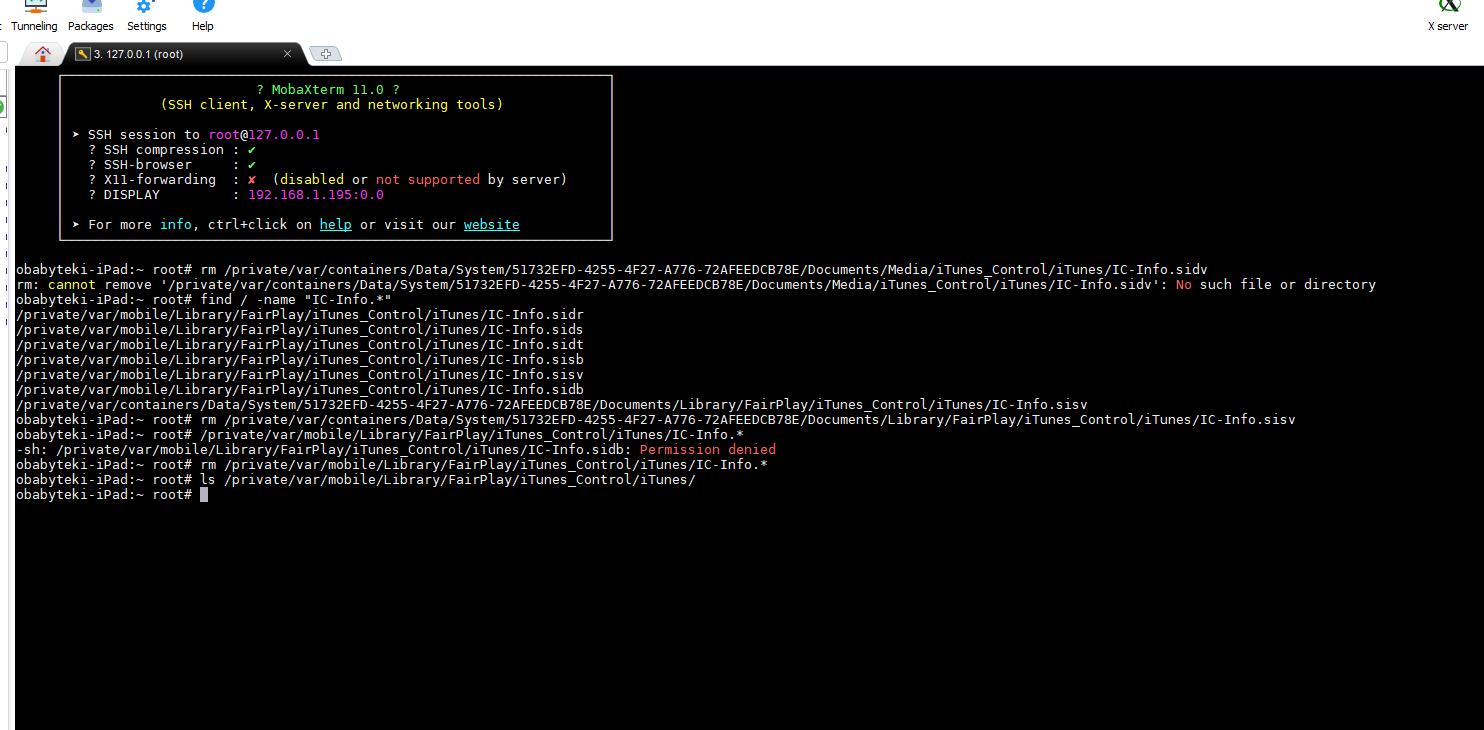 Tunneling Packages Settings Help X server
3. 127.0.0.1 (root)
? MobaXterm 11.0 ?
(SSH client, X-server and networking tools)
➤ SSH session to root@127.0.0.1
? SSH compression : ✔
? SSH-browser : ✔
? X11-forwarding : ✘ (disabled or not supported by server)
? DISPLAY : 192.168.1.195:0.0
➤ For more info, ctrl+click on help or visit our website
obabyteki-iPad:~ root# rm /private/var/containers/Data/System/51732EFD-4255-4F27-A776-72AFEEDCB78E/Documents/Media/iTunes_Control/iTunes/IC-Info.sidv
rm: cannot remove '/private/var/containers/Data/System/51732EFD-4255-4F27-A776-72AFEEDCB78E/Documents/Media/iTunes_Control/iTunes/IC-Info.sidv': No such file or directory
obabyteki-iPad:~ root# find / -name "IC-Info.*"
/private/var/mobile/Library/FairPlay/iTunes_Control/iTunes/IC-Info.sidr
/private/var/mobile/Library/FairPlay/iTunes_Control/iTunes/IC-Info.sids
/private/var/mobile/Library/FairPlay/iTunes_Control/iTunes/IC-Info.sidt
/private/var/mobile/Library/FairPlay/iTunes_Control/iTunes/IC-Info.sisb
/private/var/mobile/Library/FairPlay/iTunes_Control/iTunes/IC-Info.sisv
/private/var/mobile/Library/FairPlay/iTunes_Control/iTunes/IC-Info.sidb
/private/var/containers/Data/System/51732EFD-4255-4F27-A776-72AFEEDCB78E/Documents/Library/FairPlay/iTunes_Control/iTunes/IC-Info.sisv
obabyteki-iPad:~ root# rm /private/var/containers/Data/System/51732EFD-4255-4F27-A776-72AFEEDCB78E/Documents/Library/FairPlay/iTunes_Control/iTunes/IC-Info.sisv
obabyteki-iPad:~ root# /private/var/mobile/Library/FairPlay/iTunes_Control/iTunes/IC-Info.*
-sh: /private/var/mobile/Library/FairPlay/iTunes_Control/iTunes/IC-Info.sidb: Permission denied
obabyteki-iPad:~ root# rm /private/var/mobile/Library/FairPlay/iTunes_Control/iTunes/IC-Info.*
obabyteki-iPad:~ root# ls /private/var/mobile/Library/FairPlay/iTunes_Control/iTunes/
obabyteki-iPad:~ root#